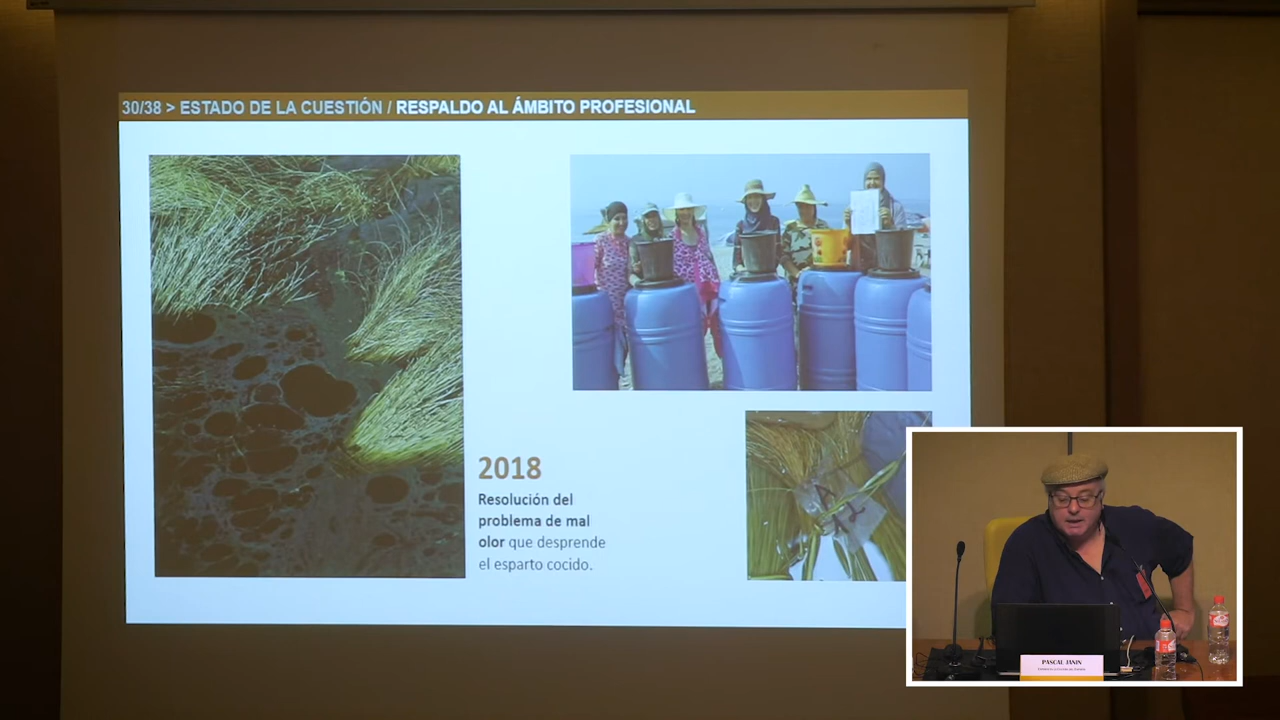 30/38 > ESTADO DE LA CUESTIÓN / RESPALDO AL ÁMBITO PROFESIONAL
2018
Resolución del
problema de mal
olor que desprende
el esparto cocido.
PASCAL JANIN